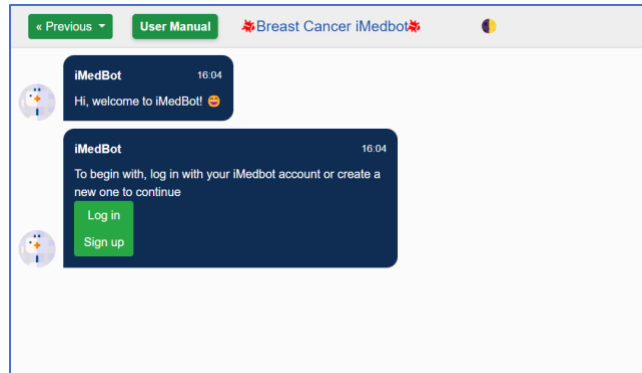 « Previous
User Manual
Breast Cancer iMedbot
iMedBot 16:04
Hi, welcome to iMedBot! 😄
iMedBot 16:04
To begin with, log in with your iMedbot account or create a
new one to continue
Log in
Sign up